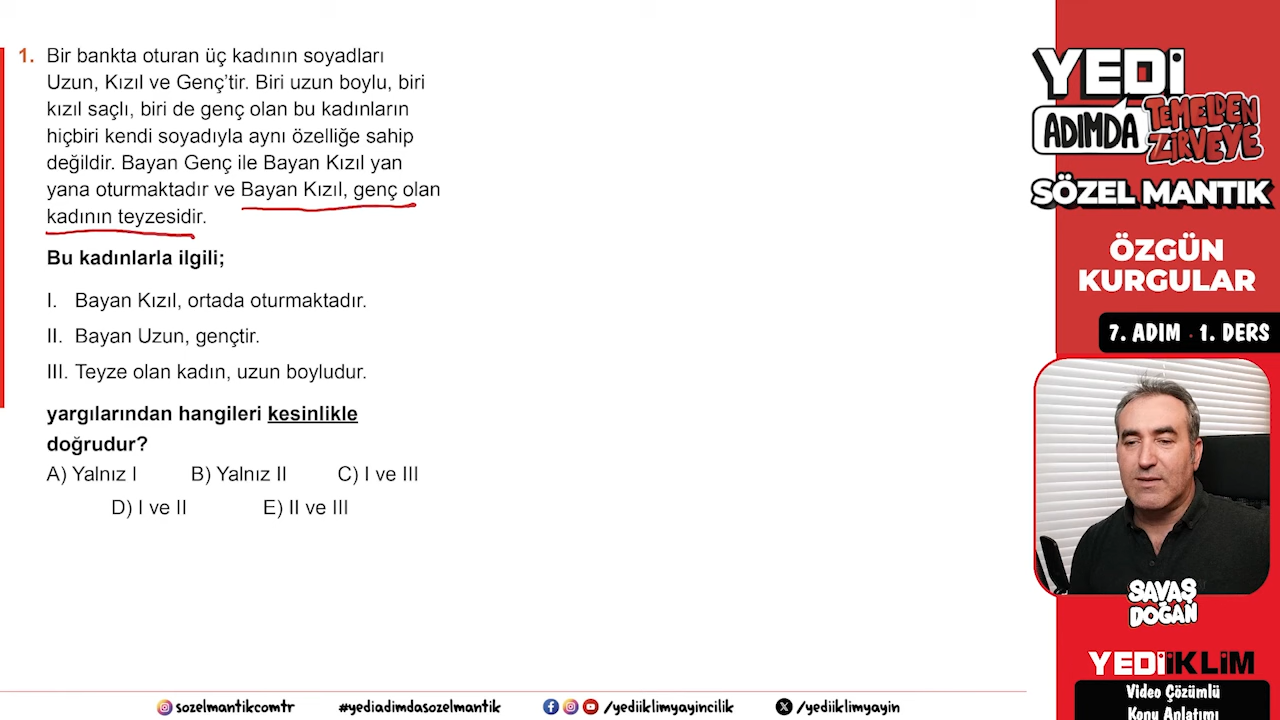 1. Bir bankta oturan üç kadının soyadları
Uzun, Kızıl ve Genç'tir. Biri uzun boylu, biri
kızıl saçlı, biri de genç olan bu kadınların
hiçbiri kendi soyadıyla aynı özelliğe sahip
değildir. Bayan Genç ile Bayan Kızıl yan
yana oturmaktadır ve Bayan Kızıl, genç olan
kadının teyzesidir.
Bu kadınlarla ilgili;
I. Bayan Kızıl, ortada oturmaktadır.
II. Bayan Uzun, gençtir.
III. Teyze olan kadın, uzun boyludur.
yargılarından hangileri kesinlikle
doğrudur?
A) Yalnız I B) Yalnız II C) I ve III
D) I ve II E) II ve III
YEDİ
ADIMDA TEMELDEN
ZİRVEYE
SÖZEL MANTIK
ÖZGÜN
KURGULAR
7. ADIM · 1. DERS
SAVAŞ
DOĞAN
YEDİİKLİM
Video Çözümlü
Konu Anlatımı
sozelmantikcomtr #yediadimdasozelmantik /yediiklimyayincilik /yediiklimyayin